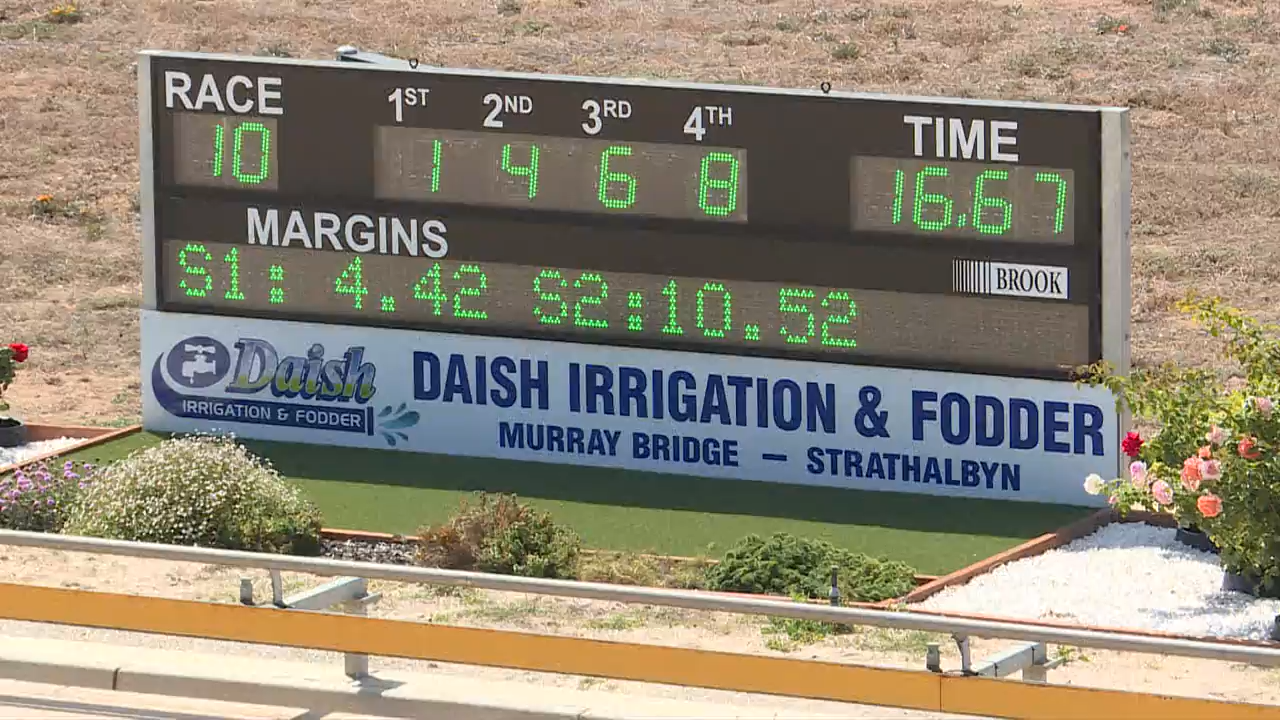 RACE 1ST 2ND 3RD 4TH TIME
10 1 4 6 8 16.67
MARGINS
S1: 4.42 S2:10.52
BROOK
Daish
IRRIGATION & FODDER
DAISH IRRIGATION & FODDER
MURRAY BRIDGE – STRATHALBYN